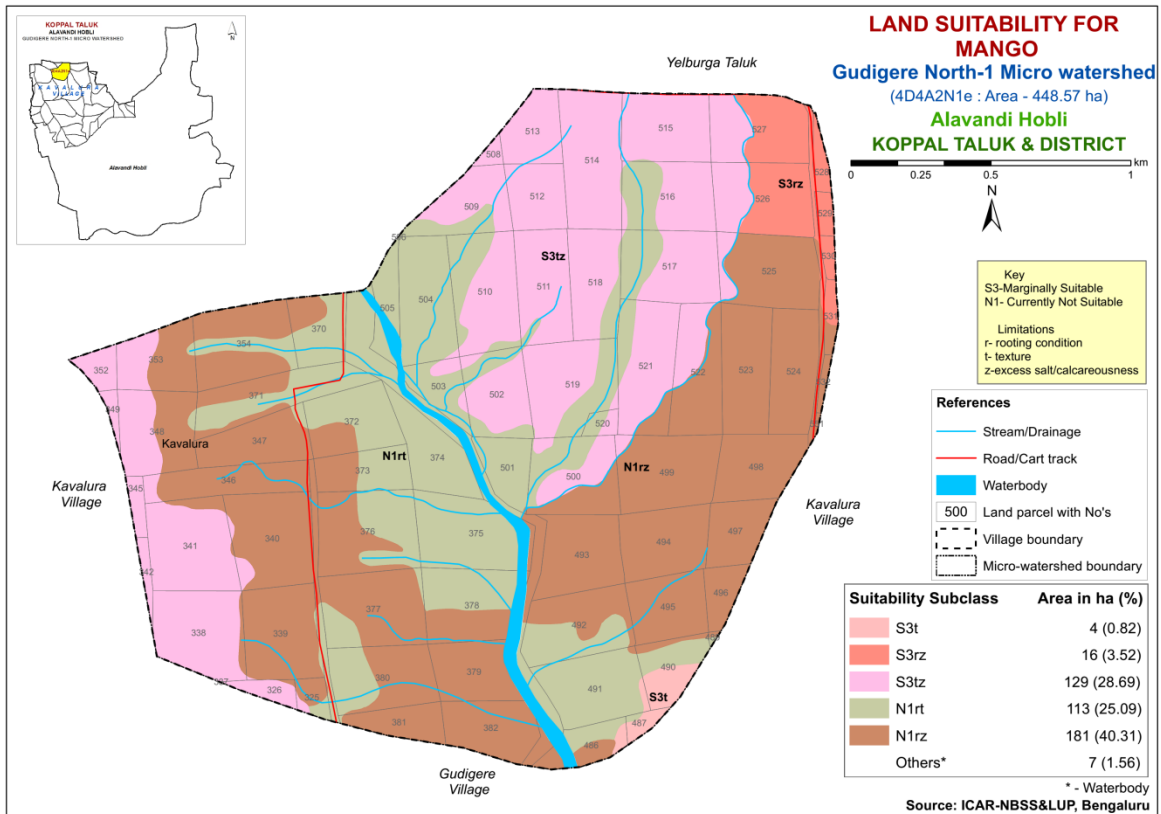 KOPPAL TALUK
ALAVANDI HOBLI
GUDIGERE NORTH-1 MICRO WATERSHED
N
KAVALURA
VILLAGE
Alavandi Hobli
LAND SUITABILITY FOR
MANGO
Gudigere North-1 Micro watershed
(4D4A2N1e : Area - 448.57 ha)
Alavandi Hobli
KOPPAL TALUK & DISTRICT
km
0 0.25 0.5 1
N
Yelburga Taluk
513 515 527
508 514
528
S3rz
512 516 526
509 529
506
S3tz 517 530
525
510 511 518
505 504
531
370
354 353
352
503 519 521 522 523 524 532
371 502
349
372 520
348
Kavalura 347 374 501
N1rt 373 500 N1rz 499 498
346
Kavalura
Village
345
Kavalura
Village
340 376 375 497
341 493 494
342
377 378 495 496
492
338 339
490
379
380 491
326 325 S3t
487
381 382
486
Gudigere
Village
Key
S3-Marginally Suitable
N1- Currently Not Suitable
Limitations
r- rooting condition
t- texture
z-excess salt/calcareousness
References
Stream/Drainage
Road/Cart track
Waterbody
500 Land parcel with No's
Village boundary
Micro-watershed boundary
Suitability Subclass Area in ha (%)
S3t 4 (0.82)
S3rz 16 (3.52)
S3tz 129 (28.69)
N1rt 113 (25.09)
N1rz 181 (40.31)
Others* 7 (1.56)
* - Waterbody
Source: ICAR-NBSS&LUP, Bengaluru